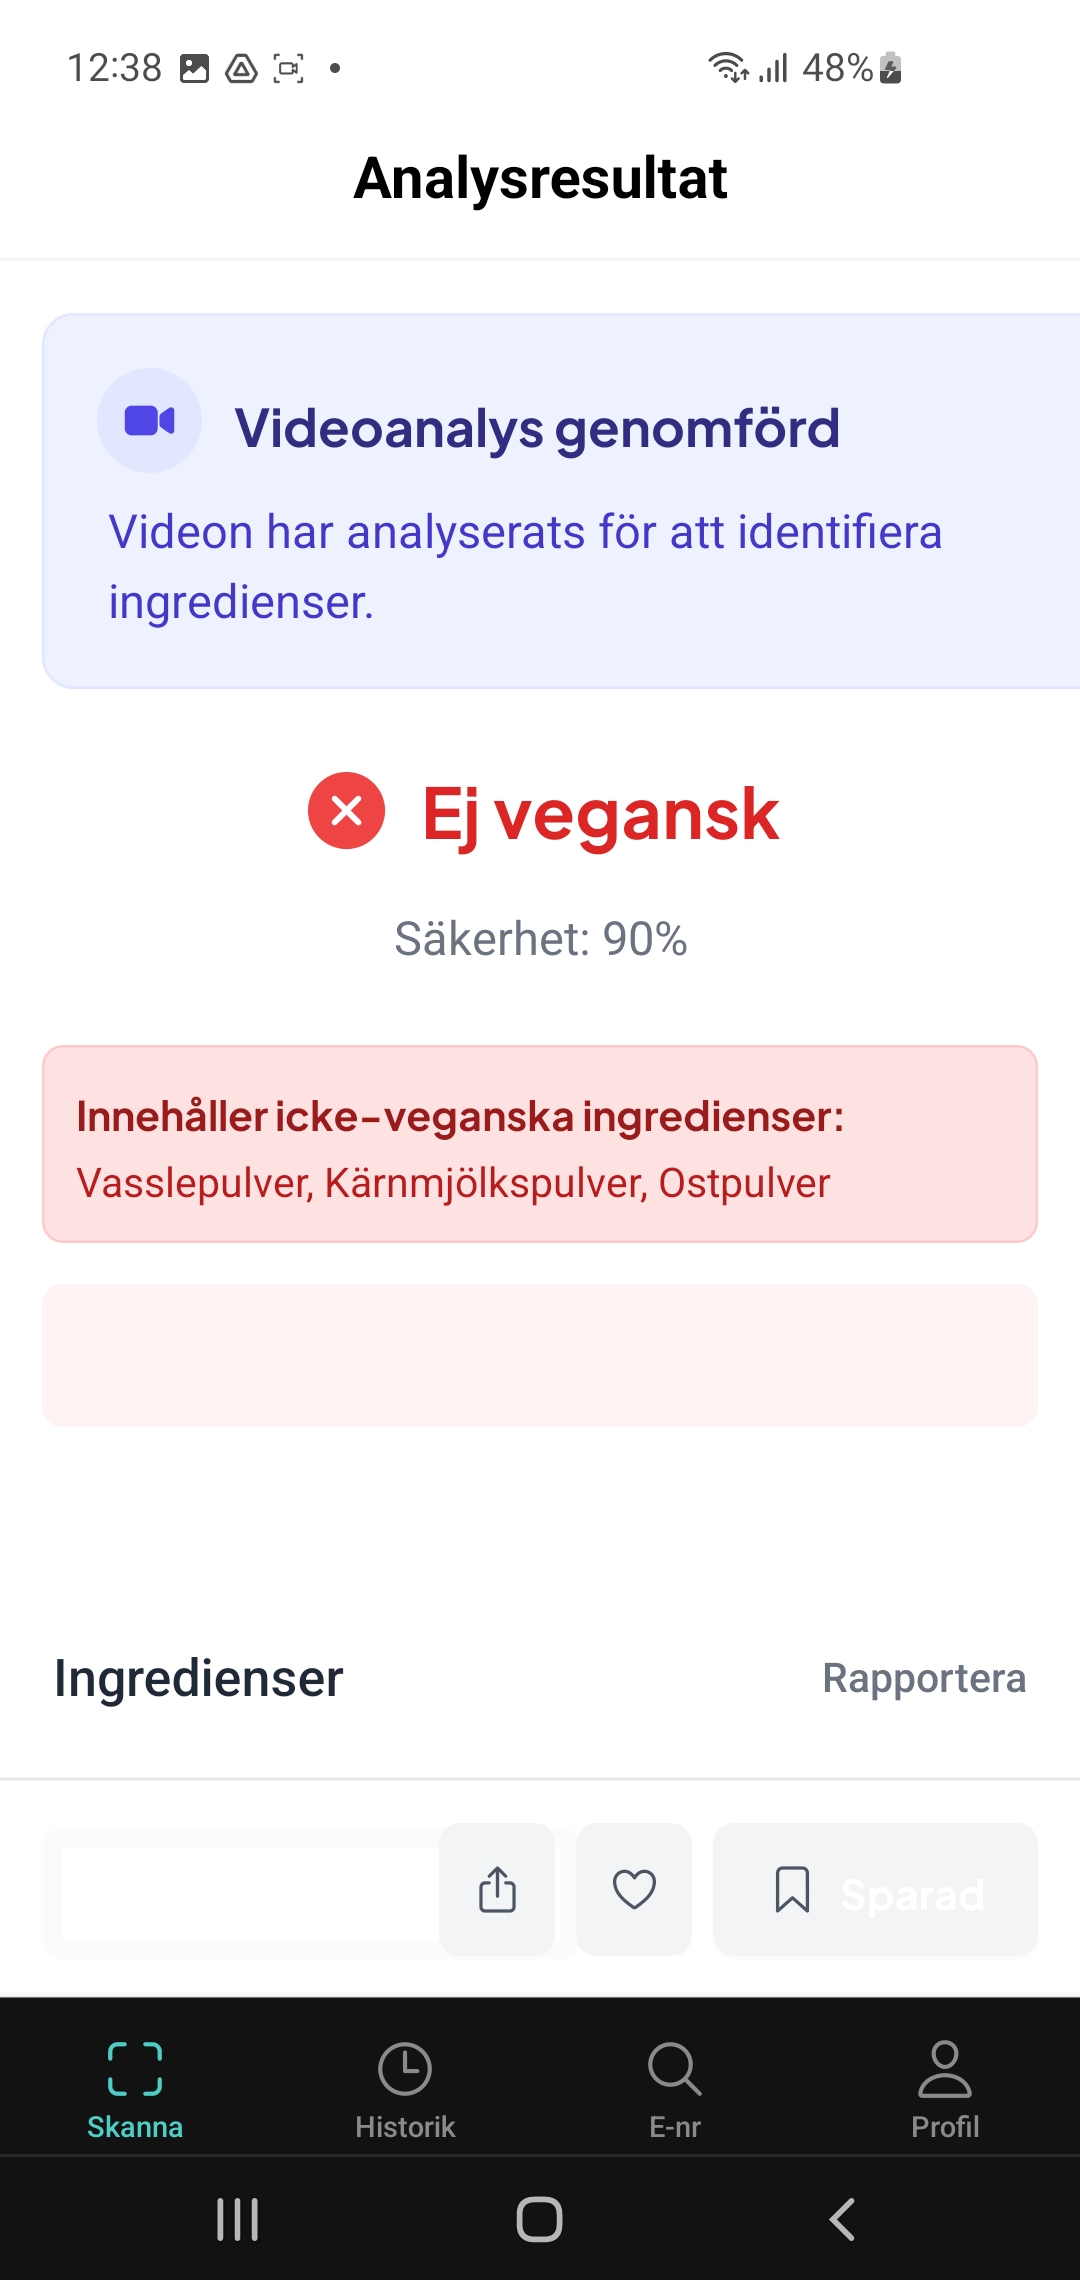 12:38
48%
Analysresultat
Videoanalys genomförd
Videon har analyserats för att identifiera
ingredienser.
Ej vegansk
Säkerhet: 90%
Innehåller icke-veganska ingredienser:
Vasslepulver, Kärnmjölkspulver, Ostpulver
Ingredienser
Rapportera
Sparad
Skanna
Historik
E-nr
Profil